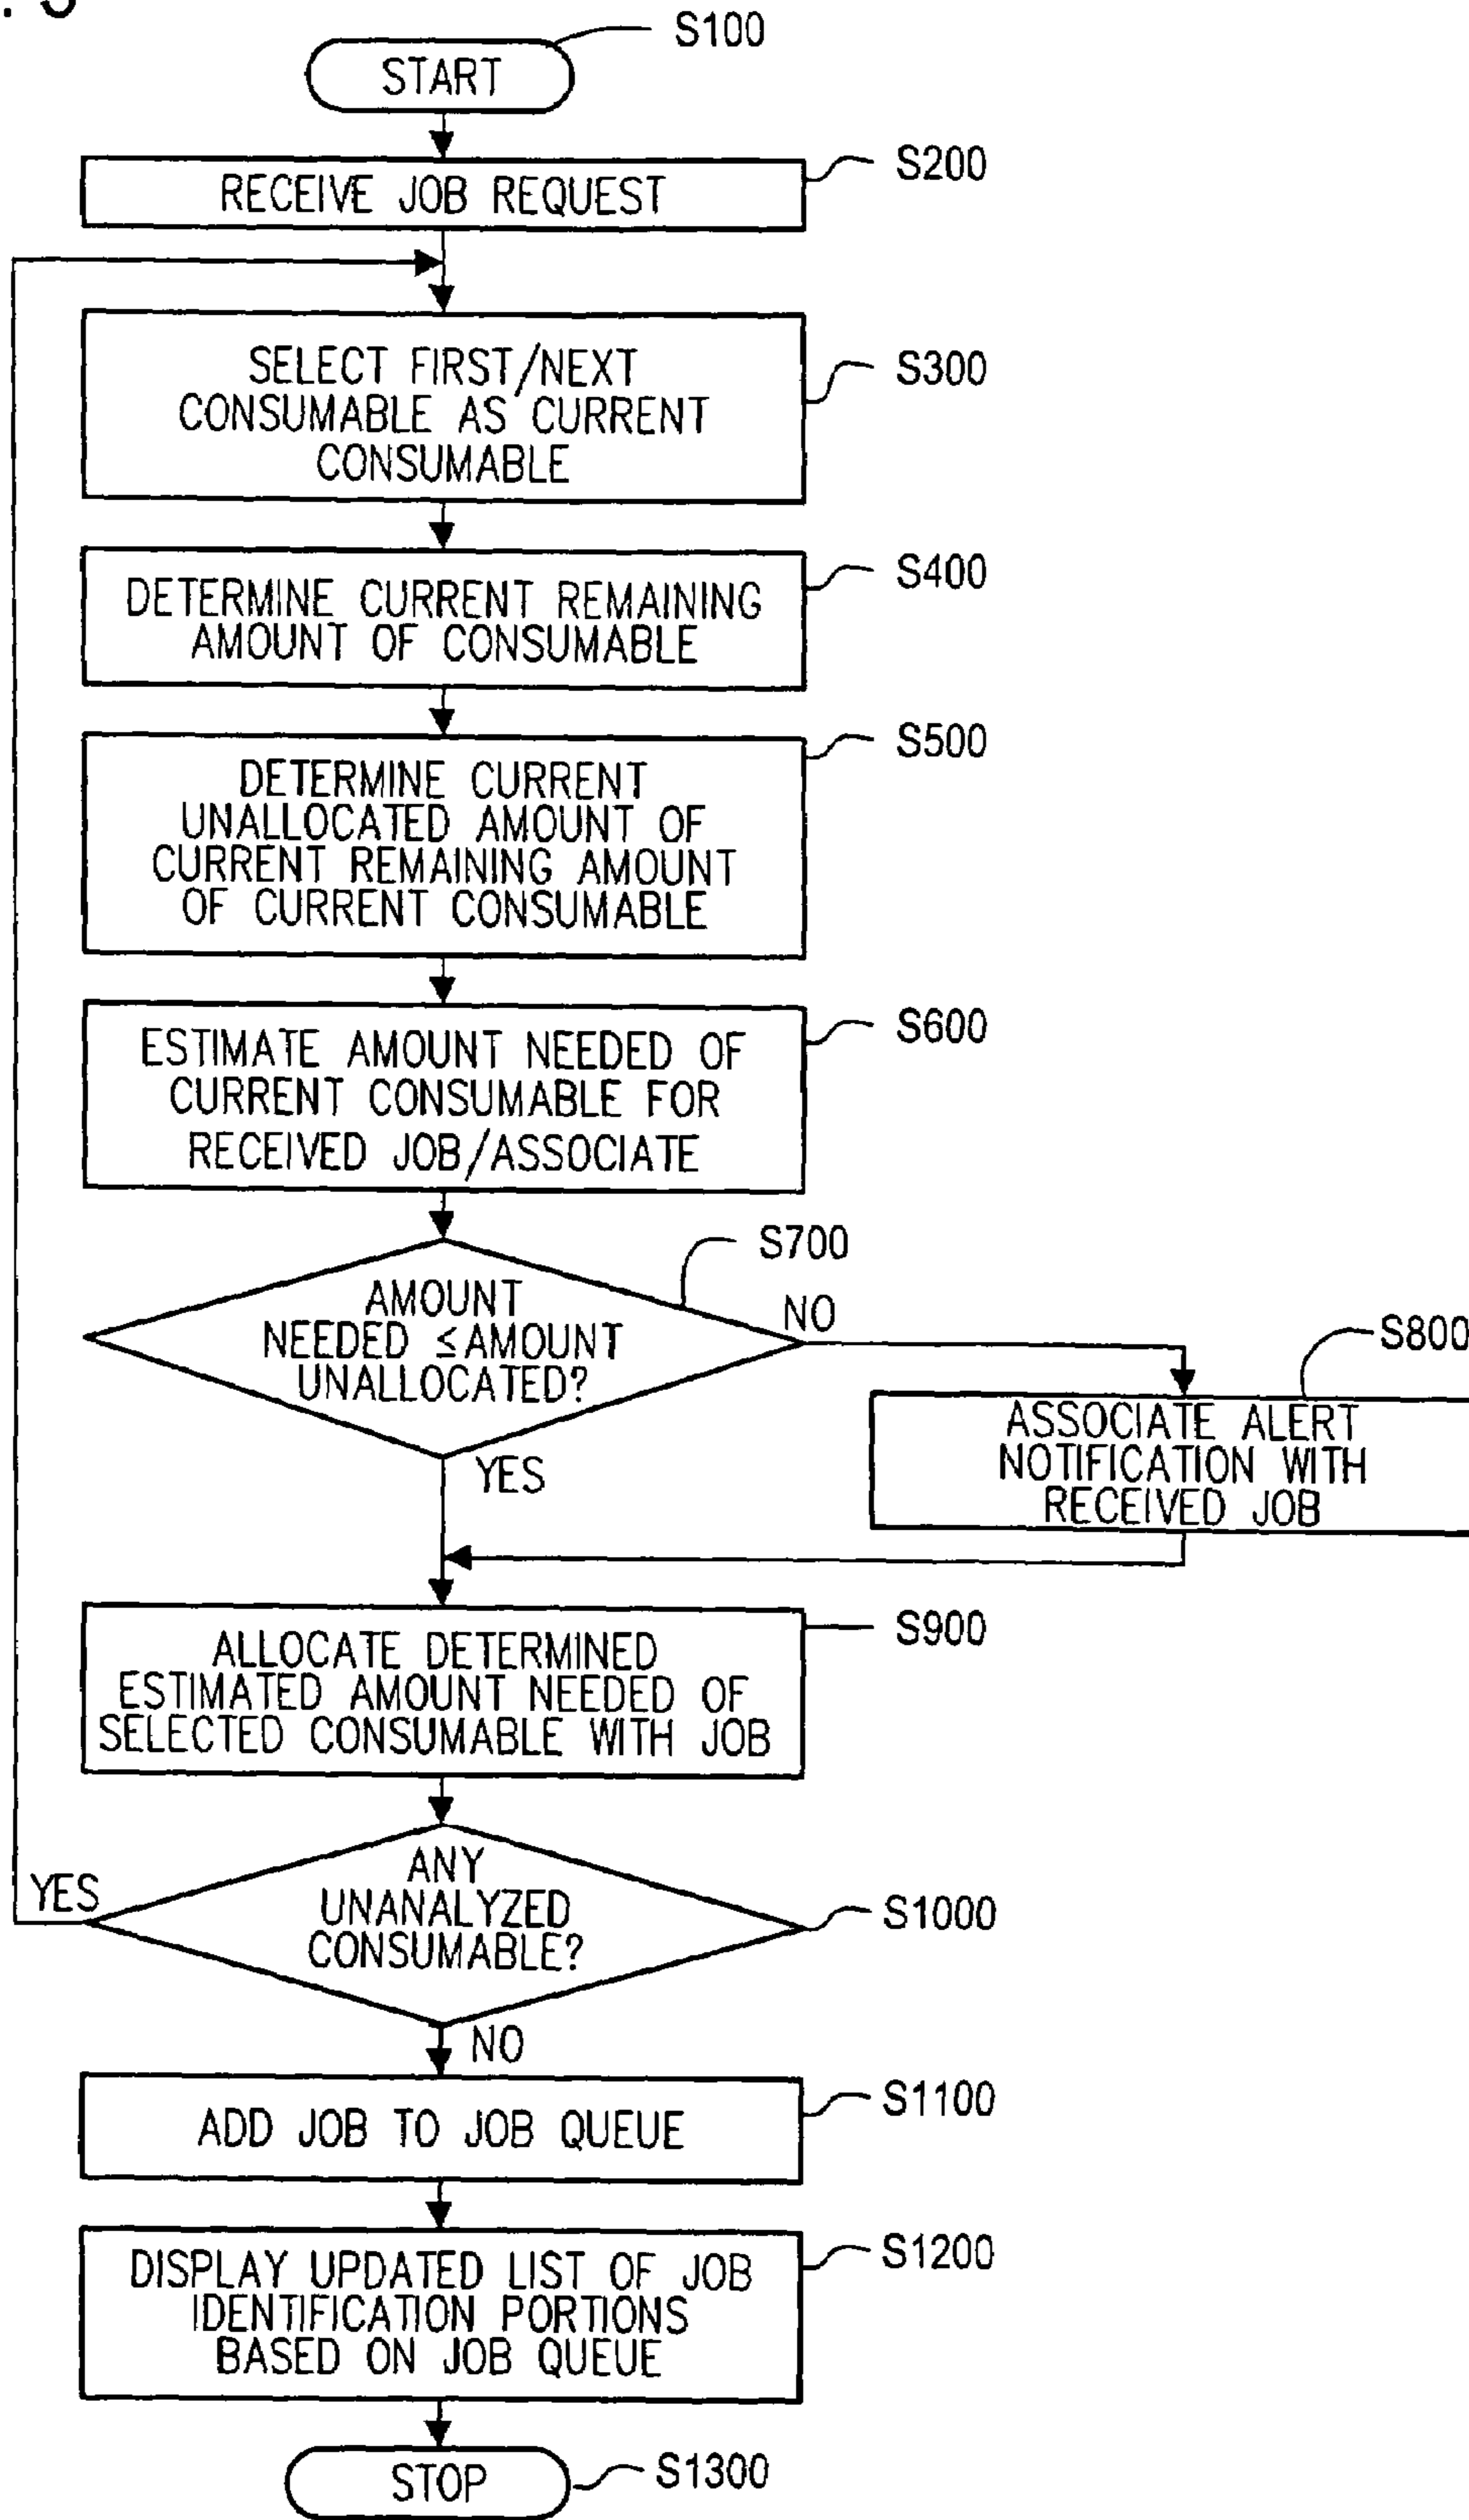 . 3
S100
START
S200
RECEIVE JOB REQUEST
S300
SELECT FIRST/NEXT
CONSUMABLE AS CURRENT
CONSUMABLE
S400
DETERMINE CURRENT REMAINING
AMOUNT OF CONSUMABLE
S500
DETERMINE CURRENT
UNALLOCATED AMOUNT OF
CURRENT REMAINING AMOUNT
OF CURRENT CONSUMABLE
S600
ESTIMATE AMOUNT NEEDED OF
CURRENT CONSUMABLE FOR
RECEIVED JOB/ASSOCIATE
S700
AMOUNT
NEEDED ≤AMOUNT
UNALLOCATED?
NO
YES
S800
ASSOCIATE ALERT
NOTIFICATION WITH
RECEIVED JOB
S900
ALLOCATE DETERMINED
ESTIMATED AMOUNT NEEDED OF
SELECTED CONSUMABLE WITH JOB
YES
ANY
UNANALYZED
CONSUMABLE?
S1000
NO
S1100
ADD JOB TO JOB QUEUE
S1200
DISPLAY UPDATED LIST OF JOB
IDENTIFICATION PORTIONS
BASED ON JOB QUEUE
STOP
S1300